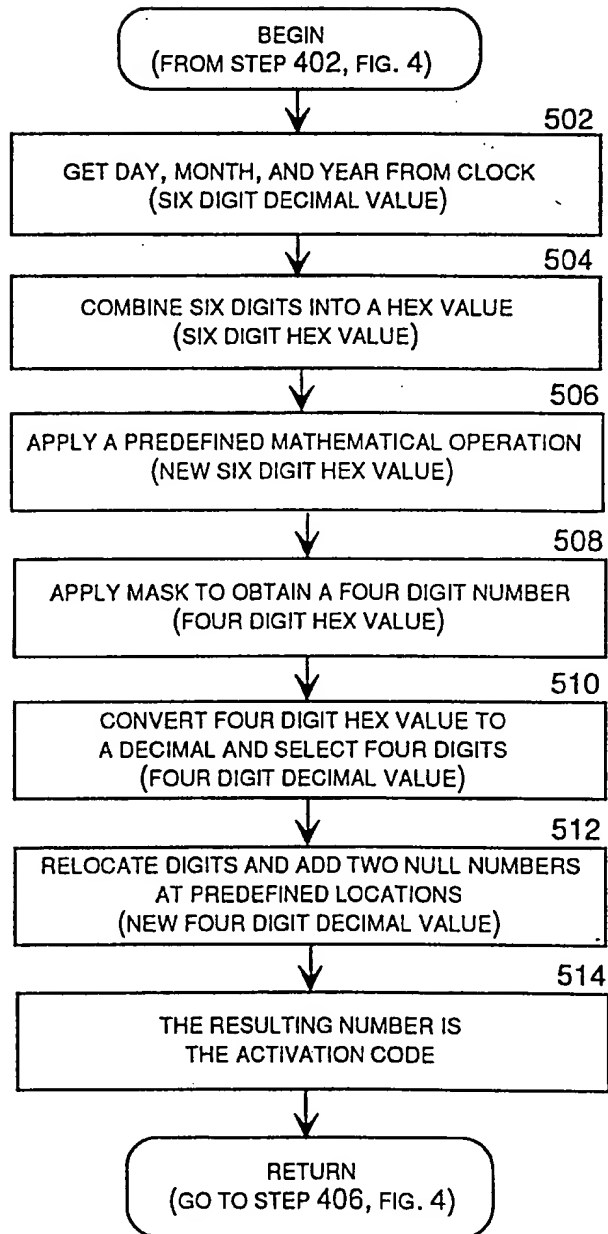 BEGIN
(FROM STEP 402, FIG. 4)
502
GET DAY, MONTH, AND YEAR FROM CLOCK
(SIX DIGIT DECIMAL VALUE)
504
COMBINE SIX DIGITS INTO A HEX VALUE
(SIX DIGIT HEX VALUE)
506
APPLY A PREDEFINED MATHEMATICAL OPERATION
(NEW SIX DIGIT HEX VALUE)
508
APPLY MASK TO OBTAIN A FOUR DIGIT NUMBER
(FOUR DIGIT HEX VALUE)
510
CONVERT FOUR DIGIT HEX VALUE TO
A DECIMAL AND SELECT FOUR DIGITS
(FOUR DIGIT DECIMAL VALUE)
512
RELOCATE DIGITS AND ADD TWO NULL NUMBERS
AT PREDEFINED LOCATIONS
(NEW FOUR DIGIT DECIMAL VALUE)
514
THE RESULTING NUMBER IS
THE ACTIVATION CODE
RETURN
(GO TO STEP 406, FIG. 4)